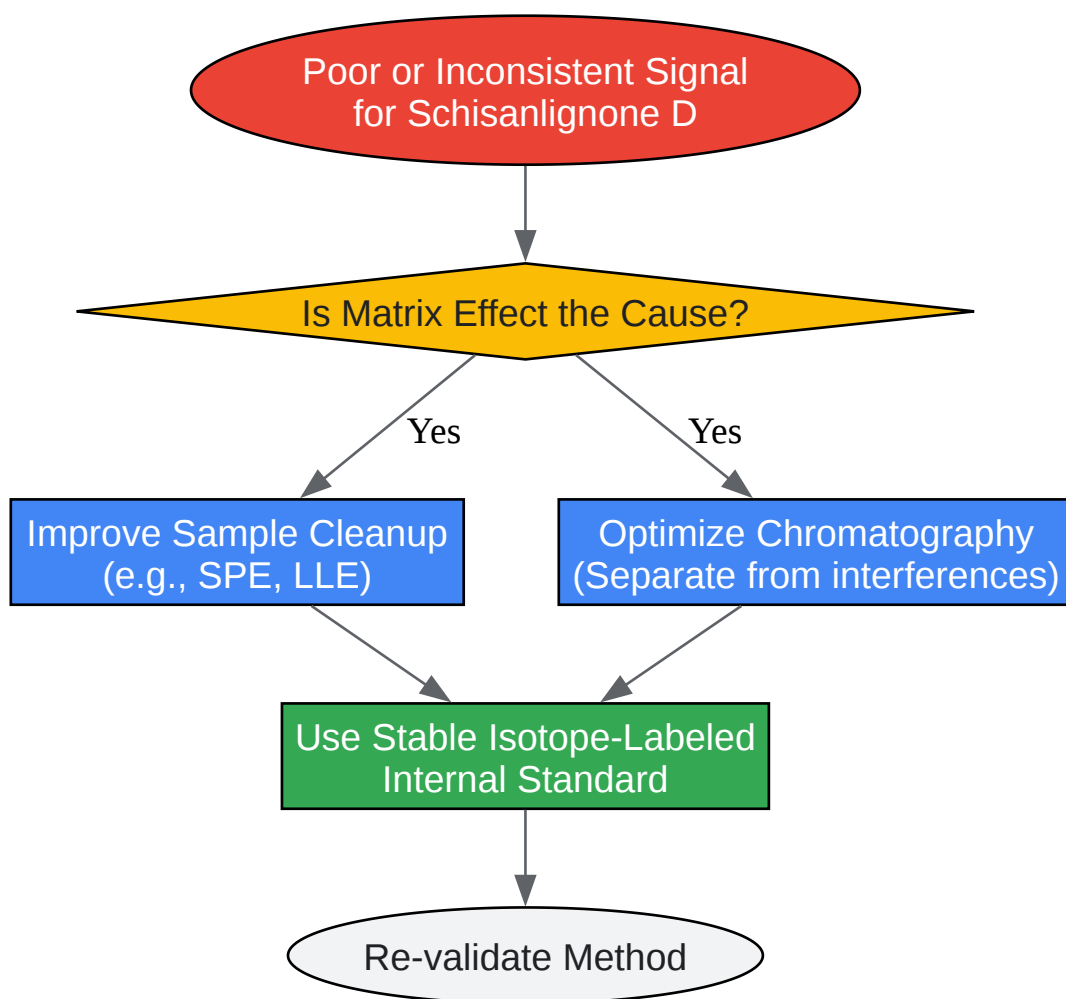 Poor or Inconsistent Signal
for Schisanlignone D
Is Matrix Effect the Cause?
Yes
Yes
Improve Sample Cleanup
(e.g., SPE, LLE)
Optimize Chromatography
(Separate from interferences)
Use Stable Isotope-Labeled
Internal Standard
Re-validate Method